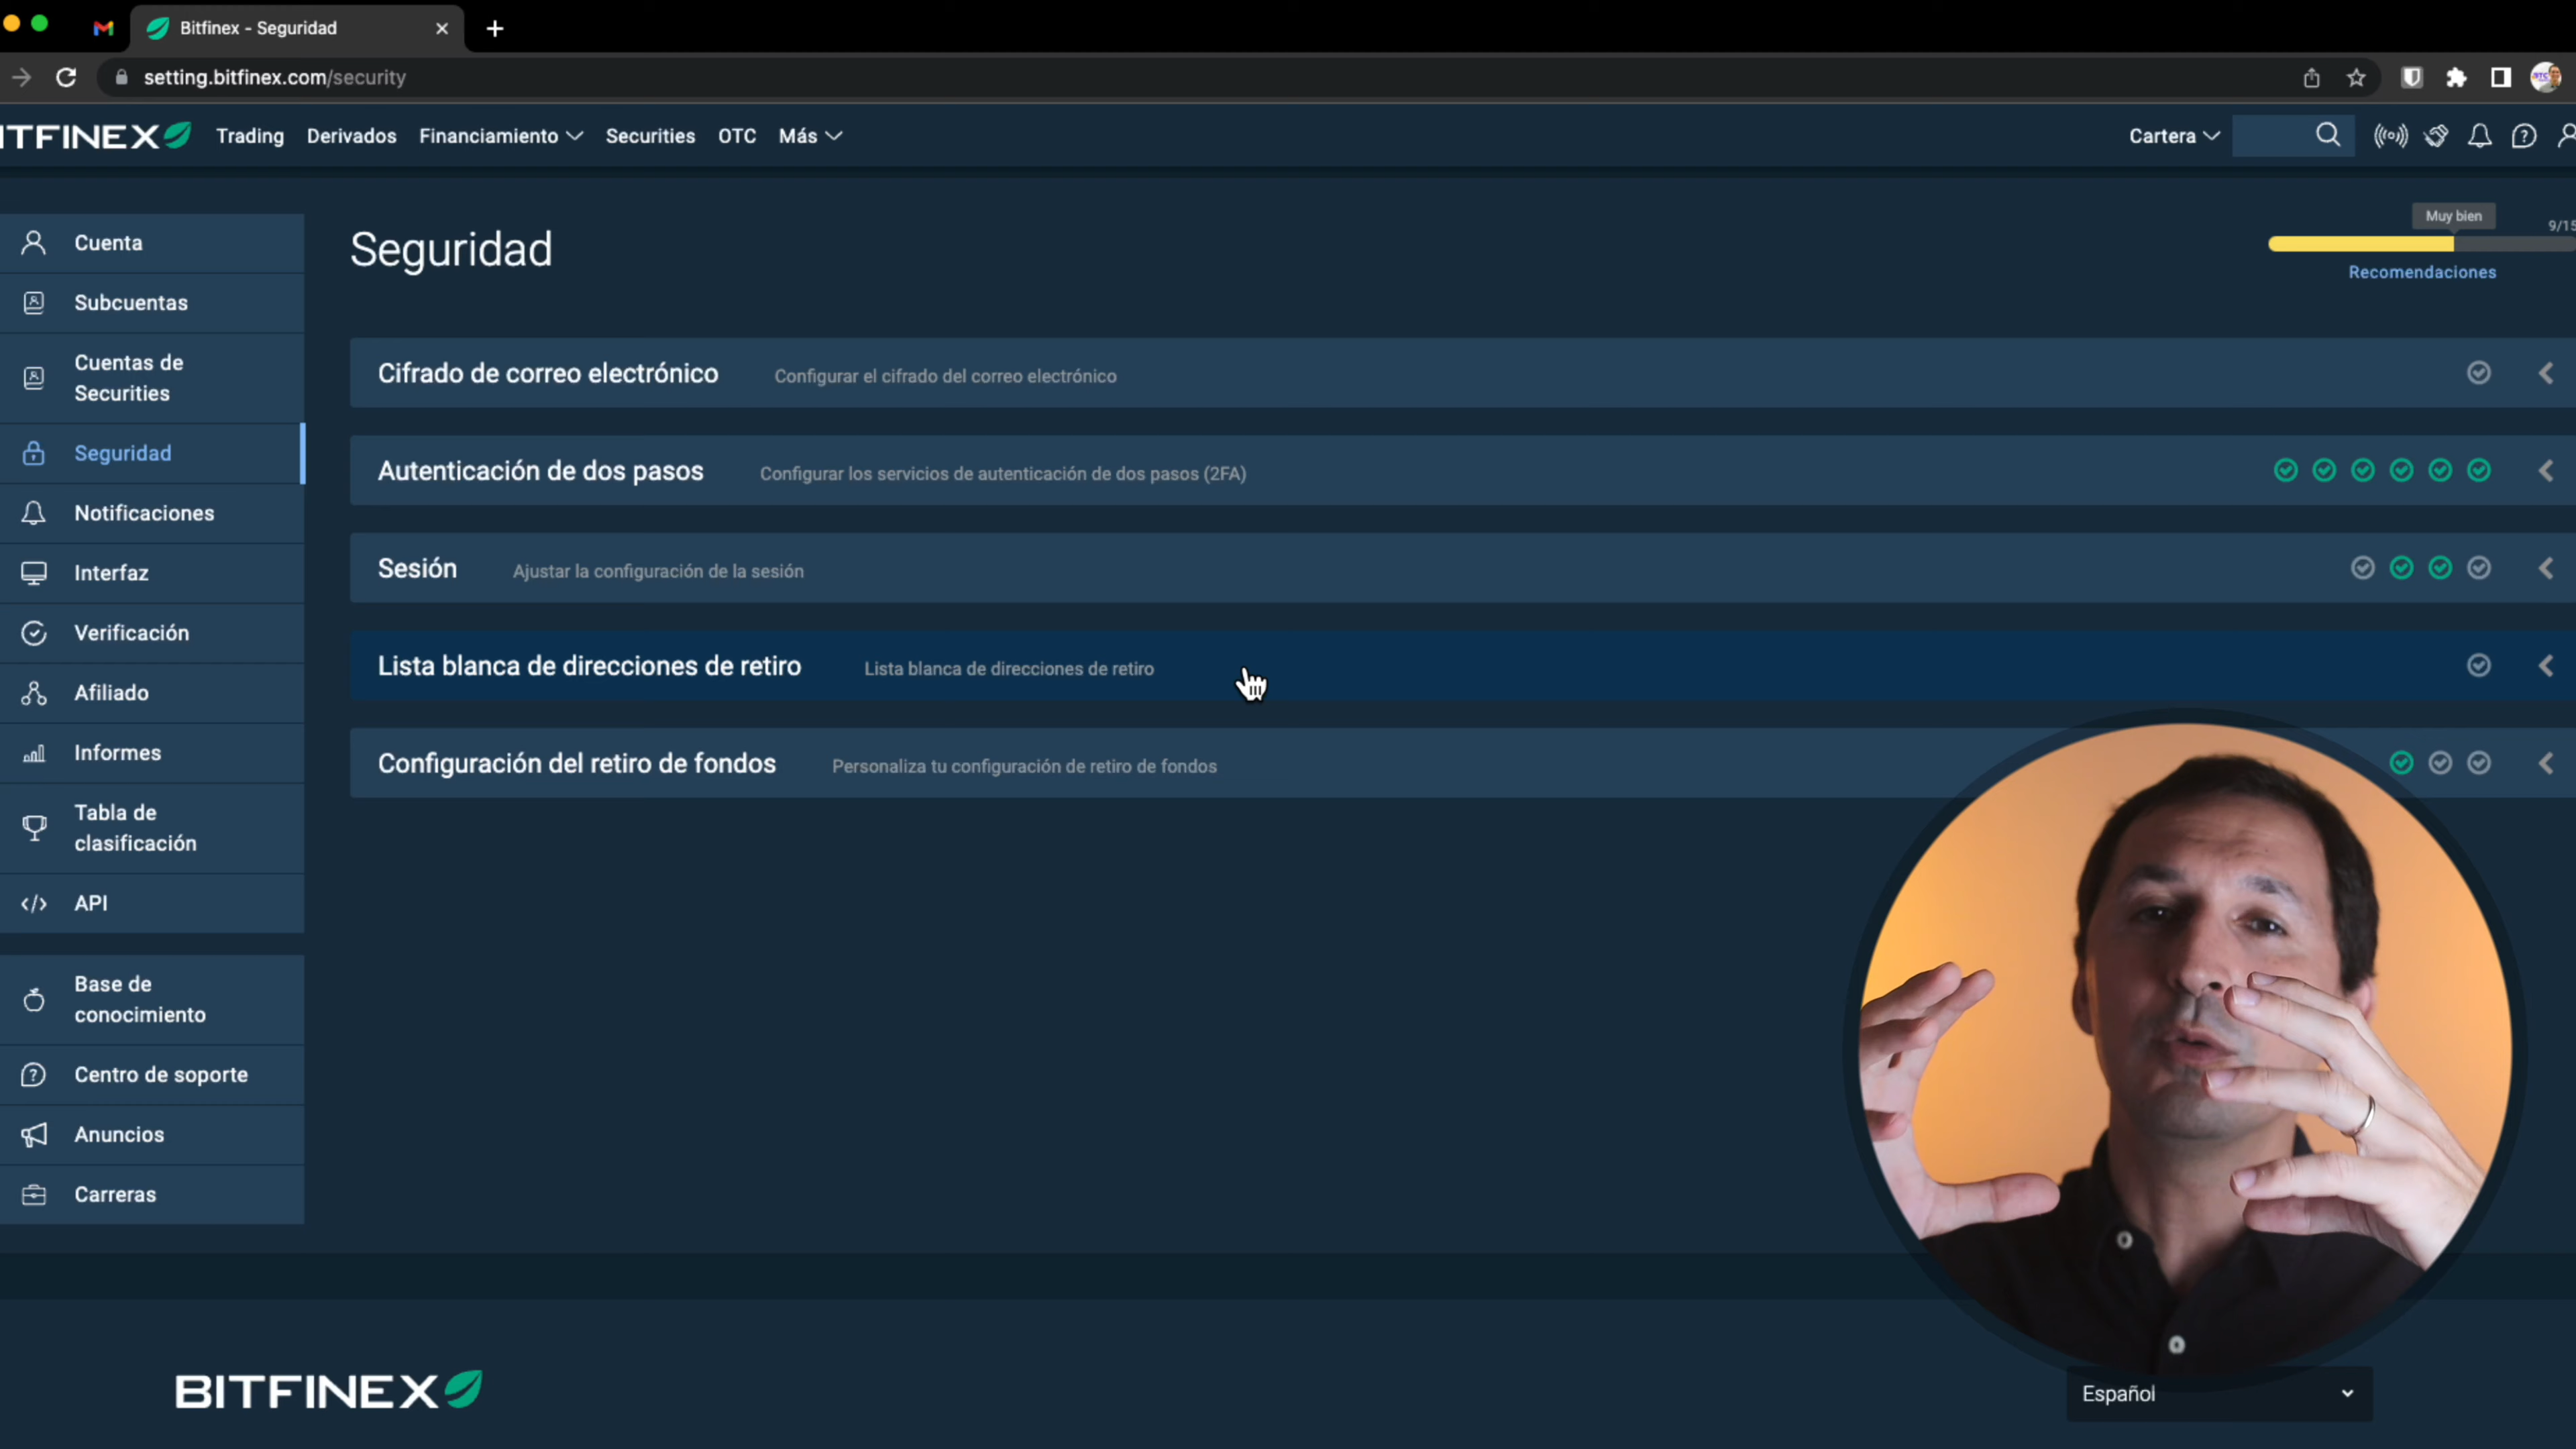 Bitfinex - Seguridad
setting.bitfinex.com/security
ITFINEX
Trading
Derivados
Financiamiento
Securities
OTC
Más
Cartera
Cuenta
Subcuentas
Cuentas de
Securities
Seguridad
Notificaciones
Interfaz
Verificación
Afiliado
Informes
Tabla de
clasificación
API
Base de
conocimiento
Centro de soporte
Anuncios
Carreras
Seguridad
Muy bien
9/15
Recomendaciones
Cifrado de correo electrónico
Configurar el cifrado del correo electrónico
Autenticación de dos pasos
Configurar los servicios de autenticación de dos pasos (2FA)
Sesión
Ajustar la configuración de la sesión
Lista blanca de direcciones de retiro
Lista blanca de direcciones de retiro
Configuración del retiro de fondos
Personaliza tu configuración de retiro de fondos
BITFINEX
Español